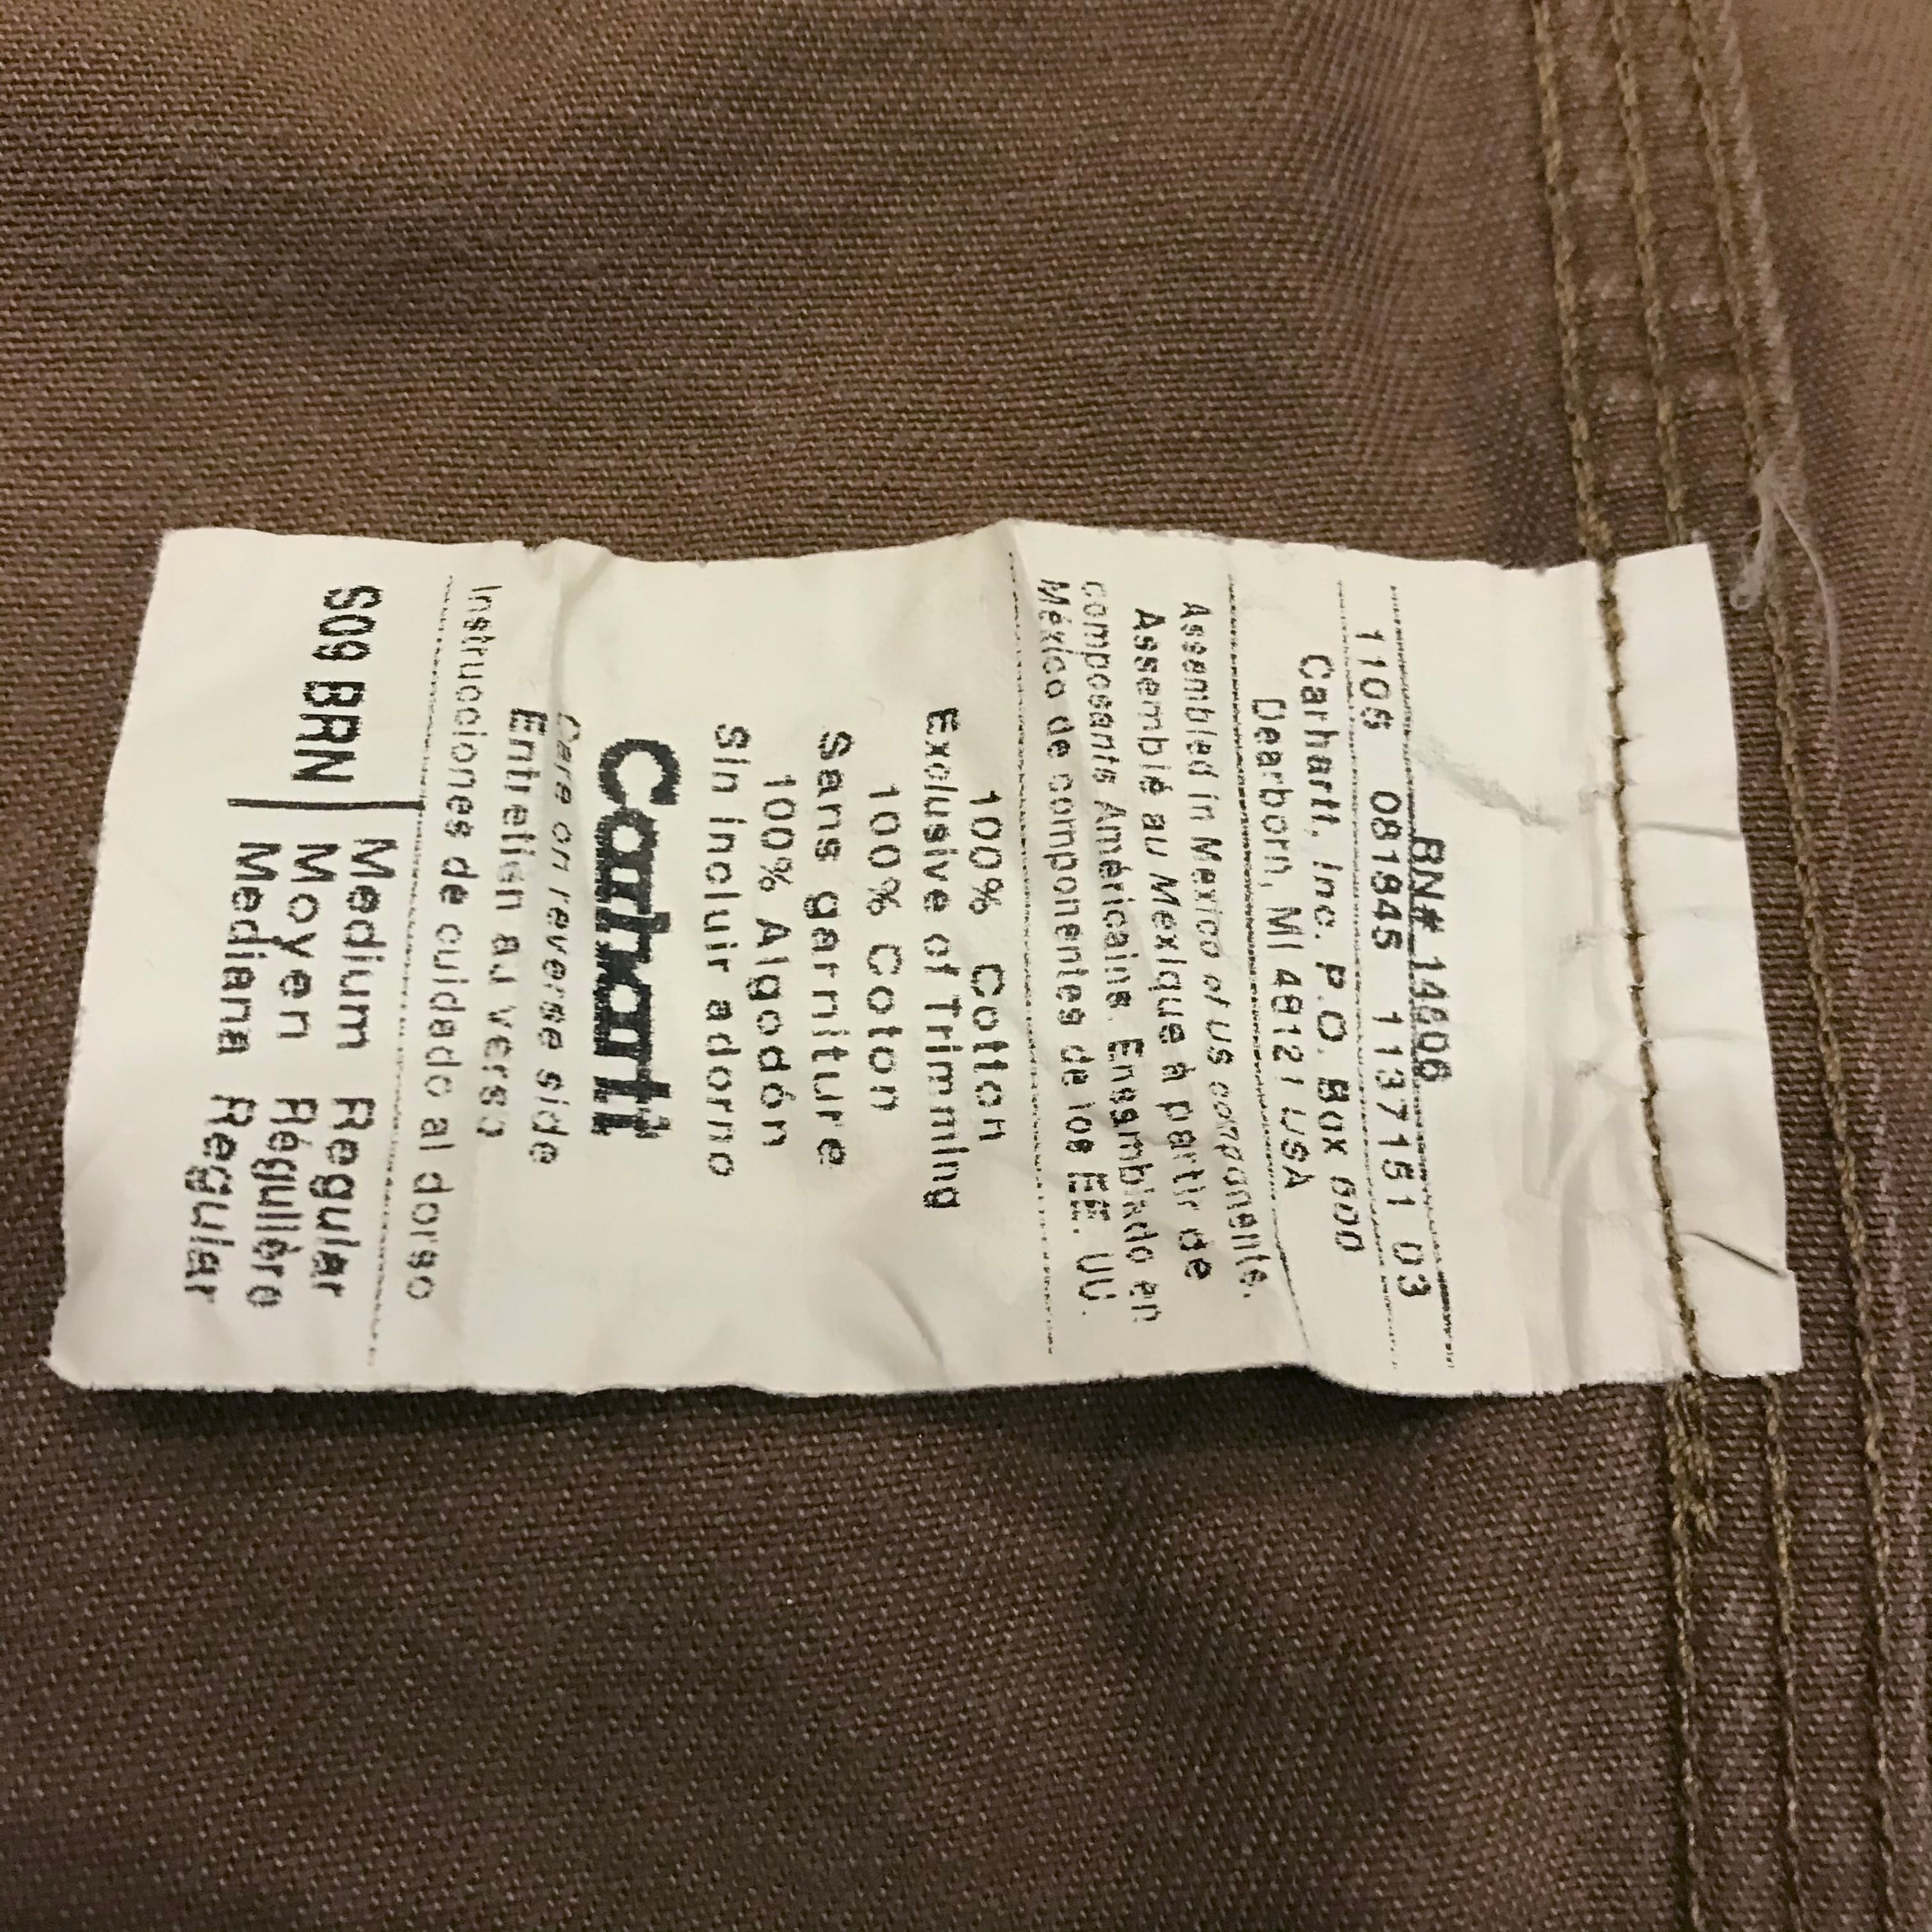 BN# 14006
1106 081845 1137151 03
Carhartt, Inc. P.O. Box 600
Dearborn, MI 48121 USA
Assembled in Mexico of US components.
Assemblé au Mexique à partir de
composants Américains. Ensamblado en
México de componentes de los EE. UU.
100% Cotton
Exclusive of Trimming
100% Coton
Sans garniture
100% Algodón
Sin incluir adorno
Carhartt
Care on reverse side
Entretien au verso
Instrucciones de cuidado al dorso
S09 BRN
Medium Regular
Moyen Régulière
Mediana Regular